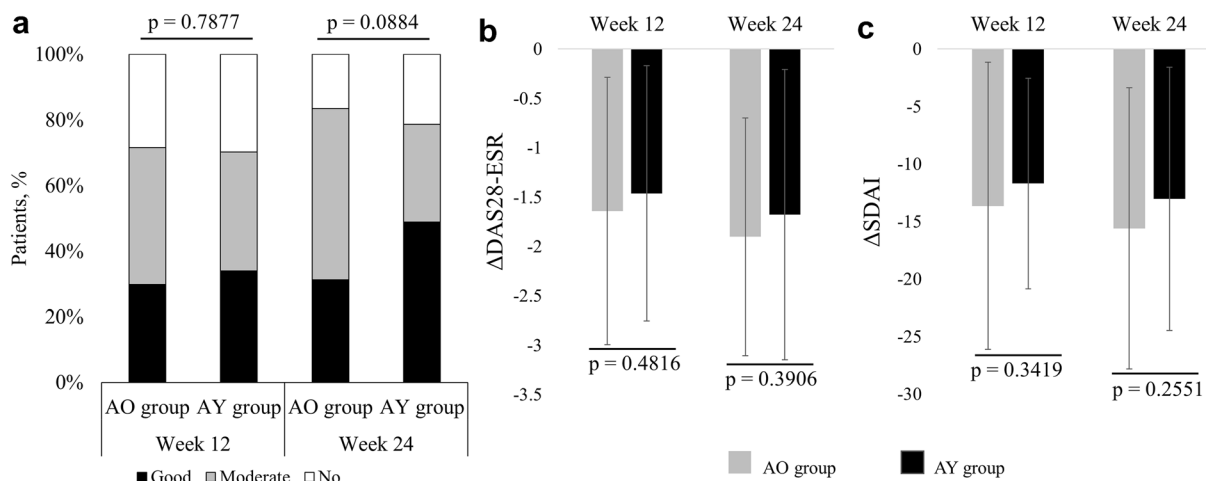 a
p = 0.7877
p = 0.0884
100%
80%
60%
40%
20%
0%
Patients, %
AO group
AY group
AO group
AY group
Week 12
Week 24
Good
Moderate
No
b
Week 12
Week 24
0
-0.5
-1
-1.5
-2
-2.5
-3
-3.5
ΔDAS28-ESR
p = 0.4816
p = 0.3906
c
Week 12
Week 24
0
-5
-10
-15
-20
-25
-30
ΔSDAI
p = 0.3419
p = 0.2551
AO group
AY group